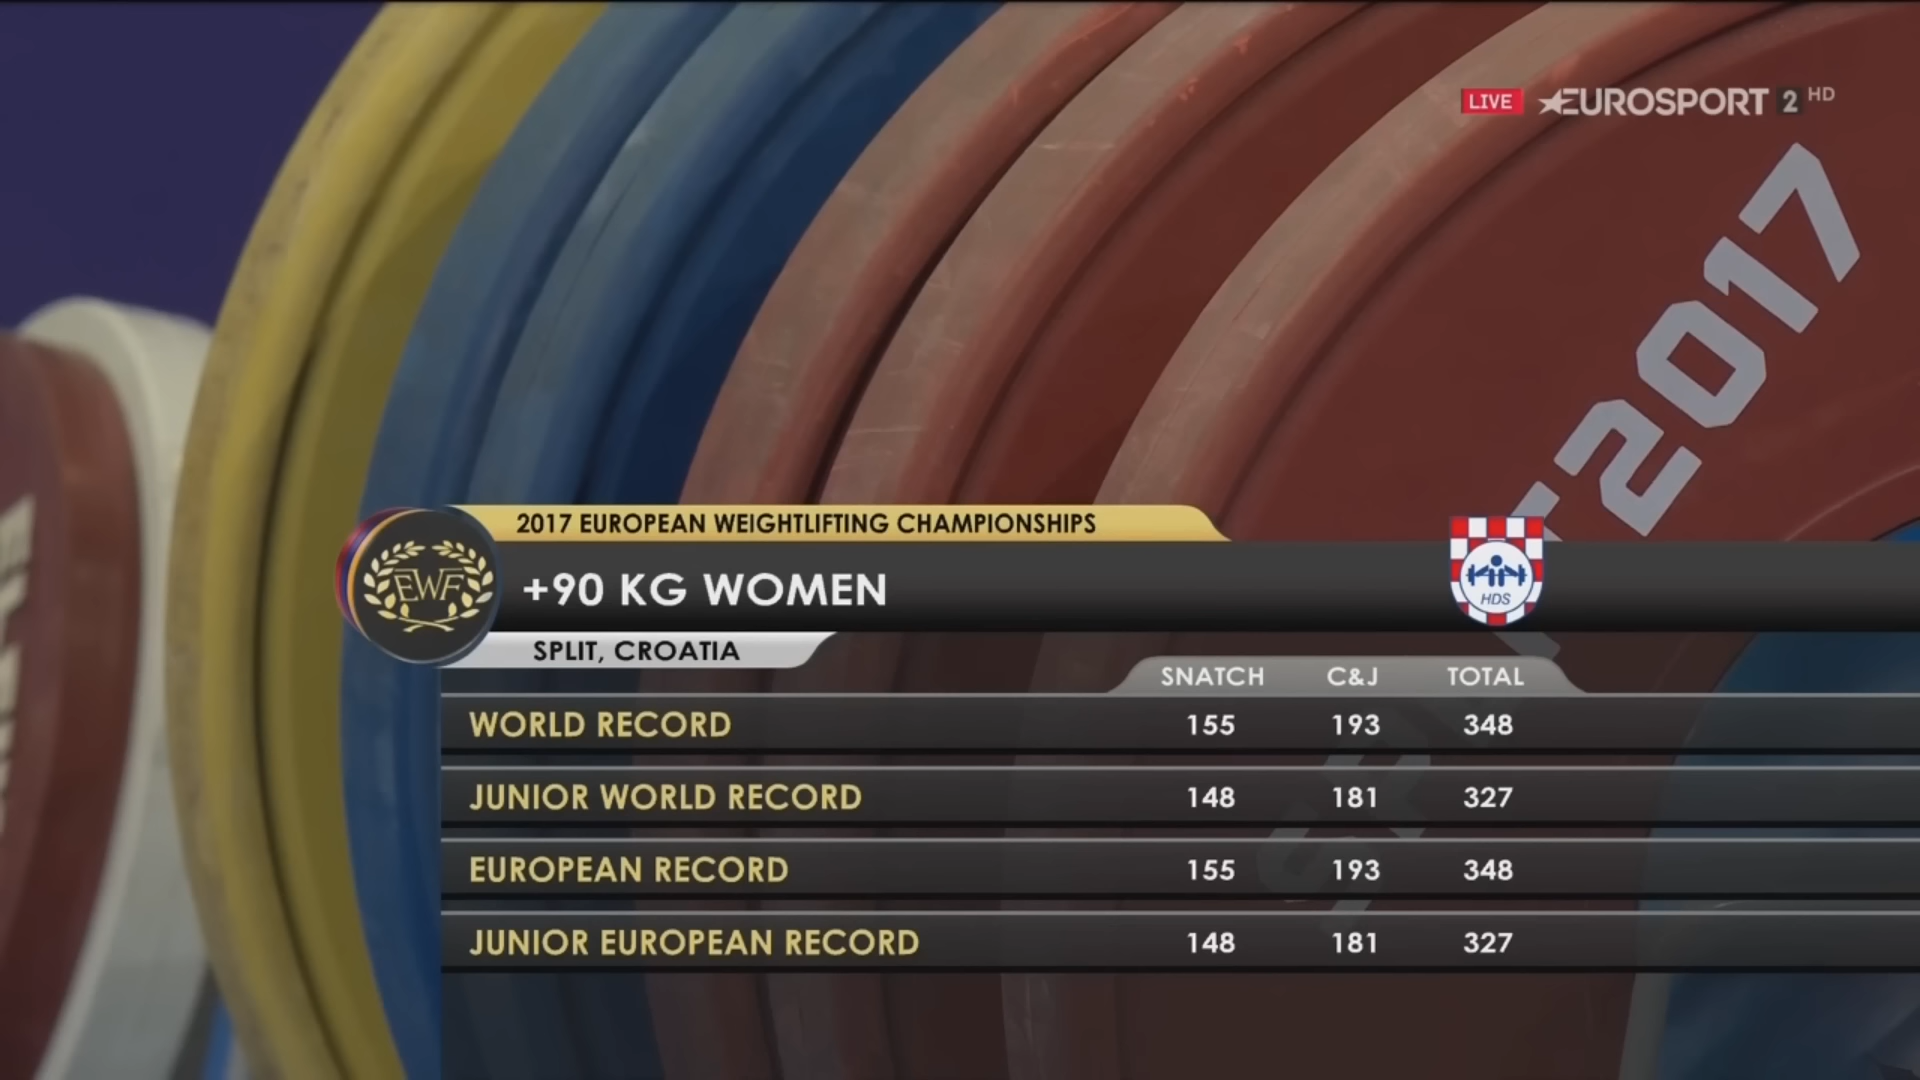 LIVE EUROSPORT 2 HD
SPLIT 2017
2017 EUROPEAN WEIGHTLIFTING CHAMPIONSHIPS
EWF
+90 KG WOMEN
HDS
SPLIT, CROATIA
SNATCH C&J TOTAL
WORLD RECORD 155 193 348
JUNIOR WORLD RECORD 148 181 327
EUROPEAN RECORD 155 193 348
JUNIOR EUROPEAN RECORD 148 181 327